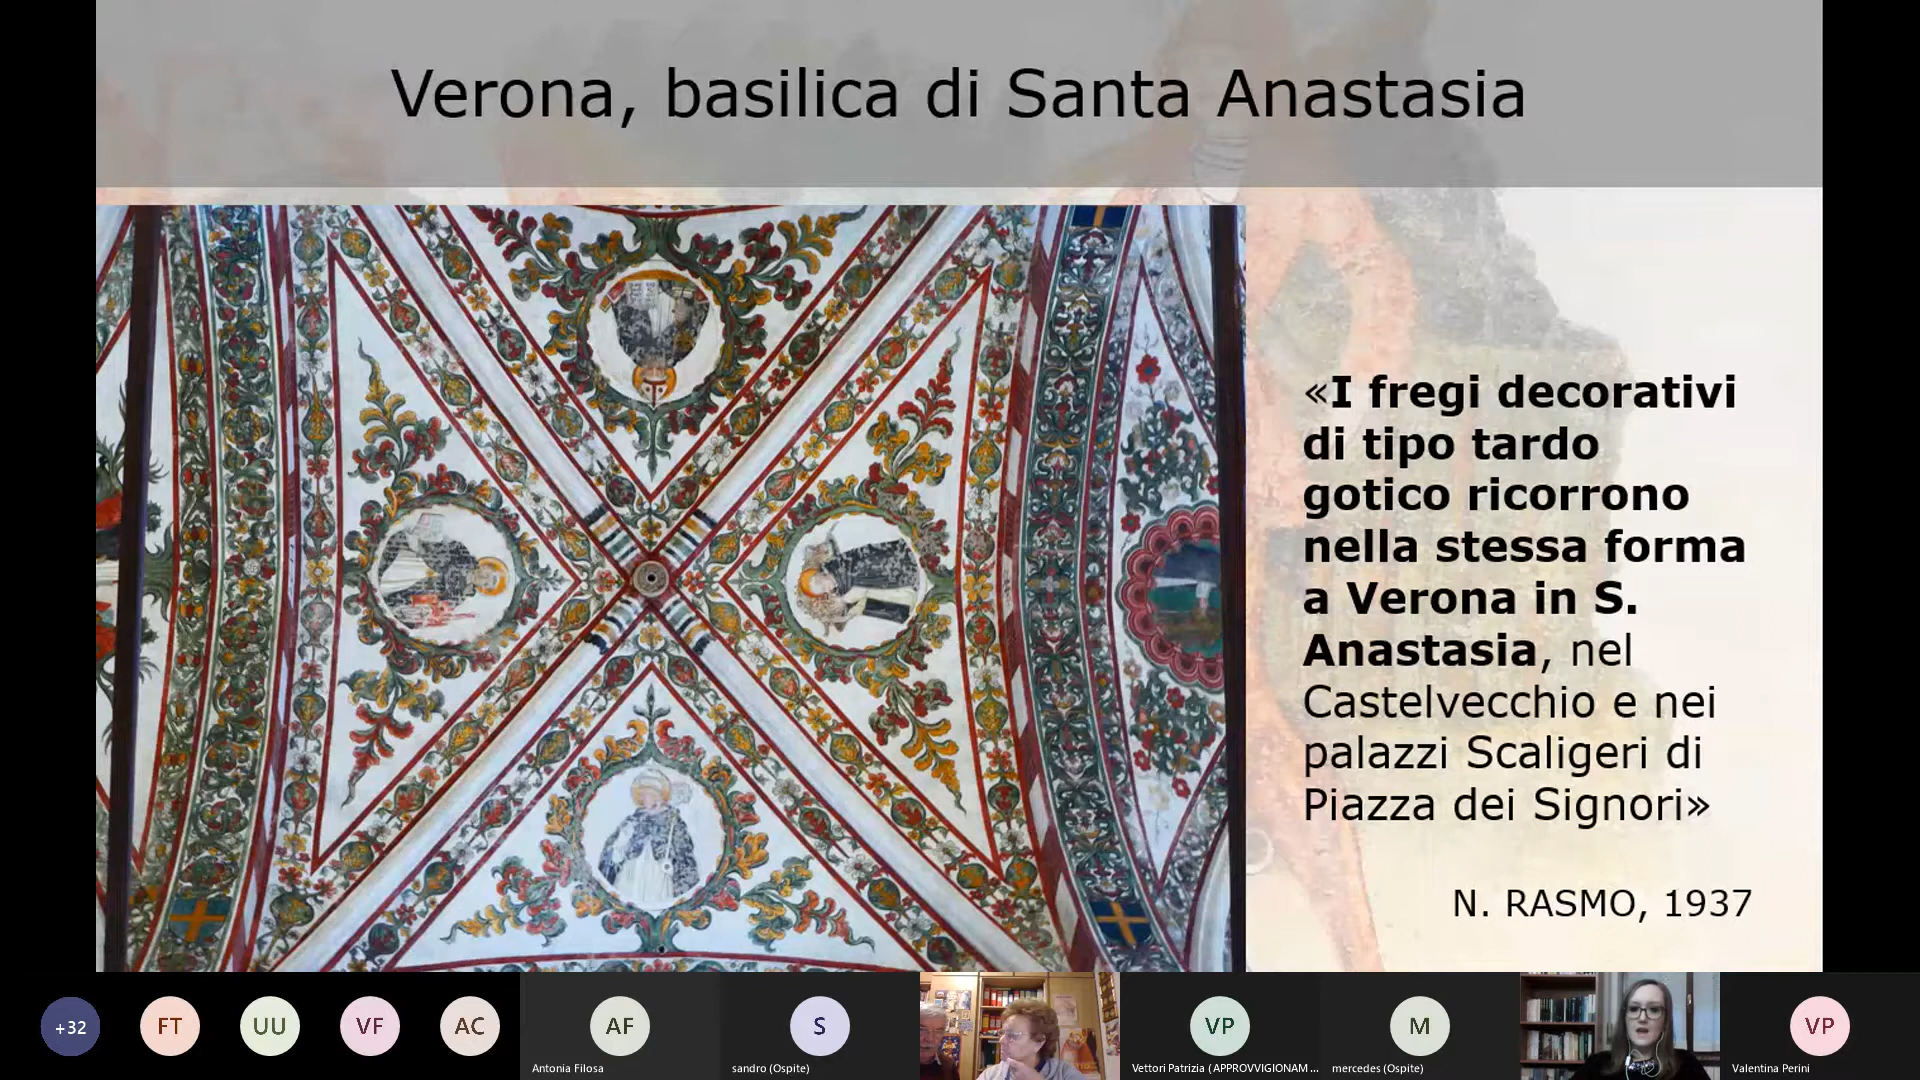 Verona, basilica di Santa Anastasia
«I fregi decorativi
di tipo tardo
gotico ricorrono
nella stessa forma
a Verona in S.
Anastasia, nel
Castelvecchio e nei
palazzi Scaligeri di
Piazza dei Signori»
N. RASMO, 1937
+32
FT
UU
VF
AC
AF
Antonia Filosa
S
sandro (Ospite)
VP
Vettori Patrizia ( APPROVVIGIONAM ...
M
mercedes (Ospite)
VP
Valentina Perini